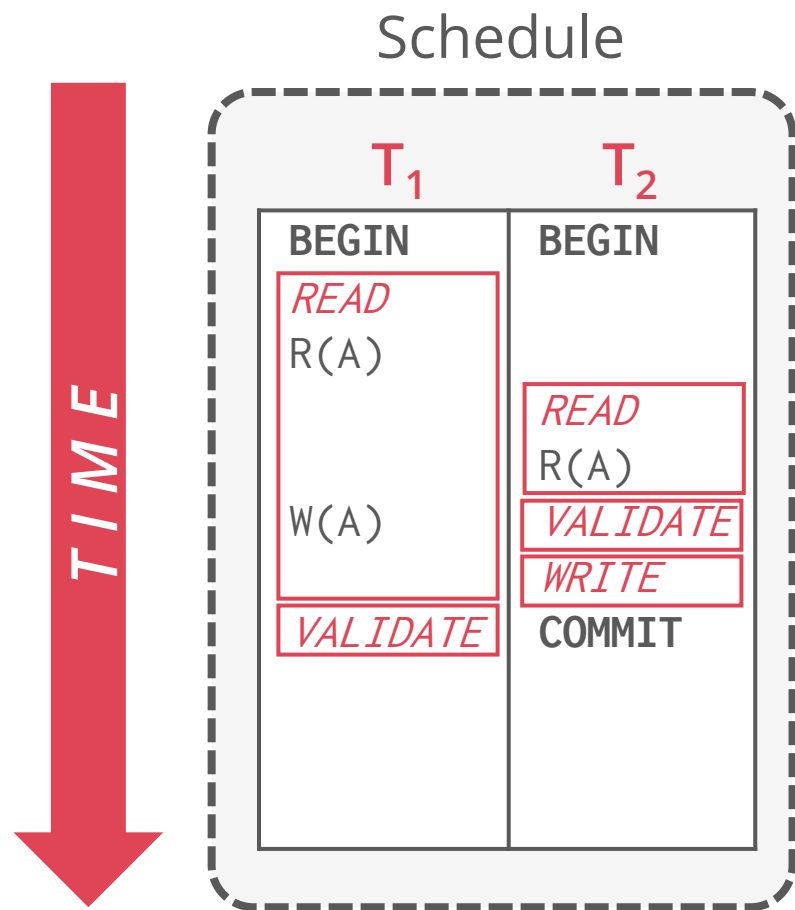 Schedule
TIME
T1 T2
BEGIN BEGIN
READ
R(A)
READ
R(A)
W(A) VALIDATE
WRITE
VALIDATE COMMIT